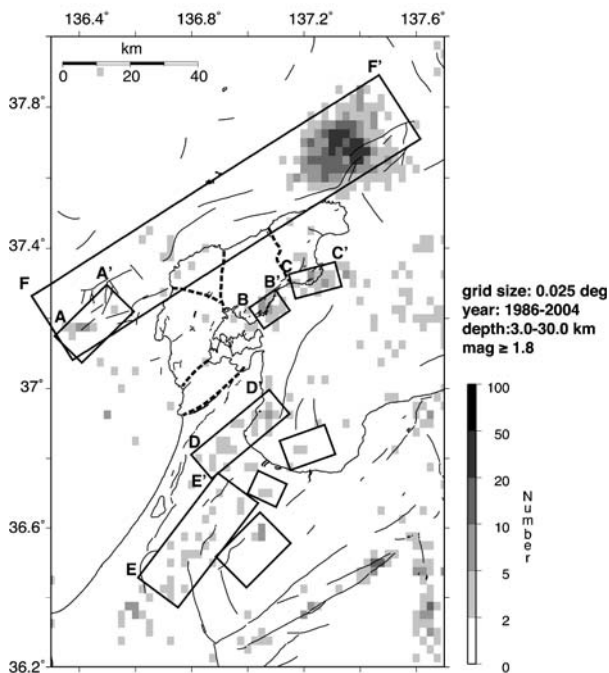 136.4° 136.8° 137.2° 137.6°
km
0 20 40
37.8°
37.4°
37°
36.6°
36.2°
F'
F
A'
A
C'
C
B'
B
D'
D
E'
E
grid size: 0.025 deg
year: 1986-2004
depth:3.0-30.0 km
mag ≥ 1.8
100
50
20
10
5
2
0
Number